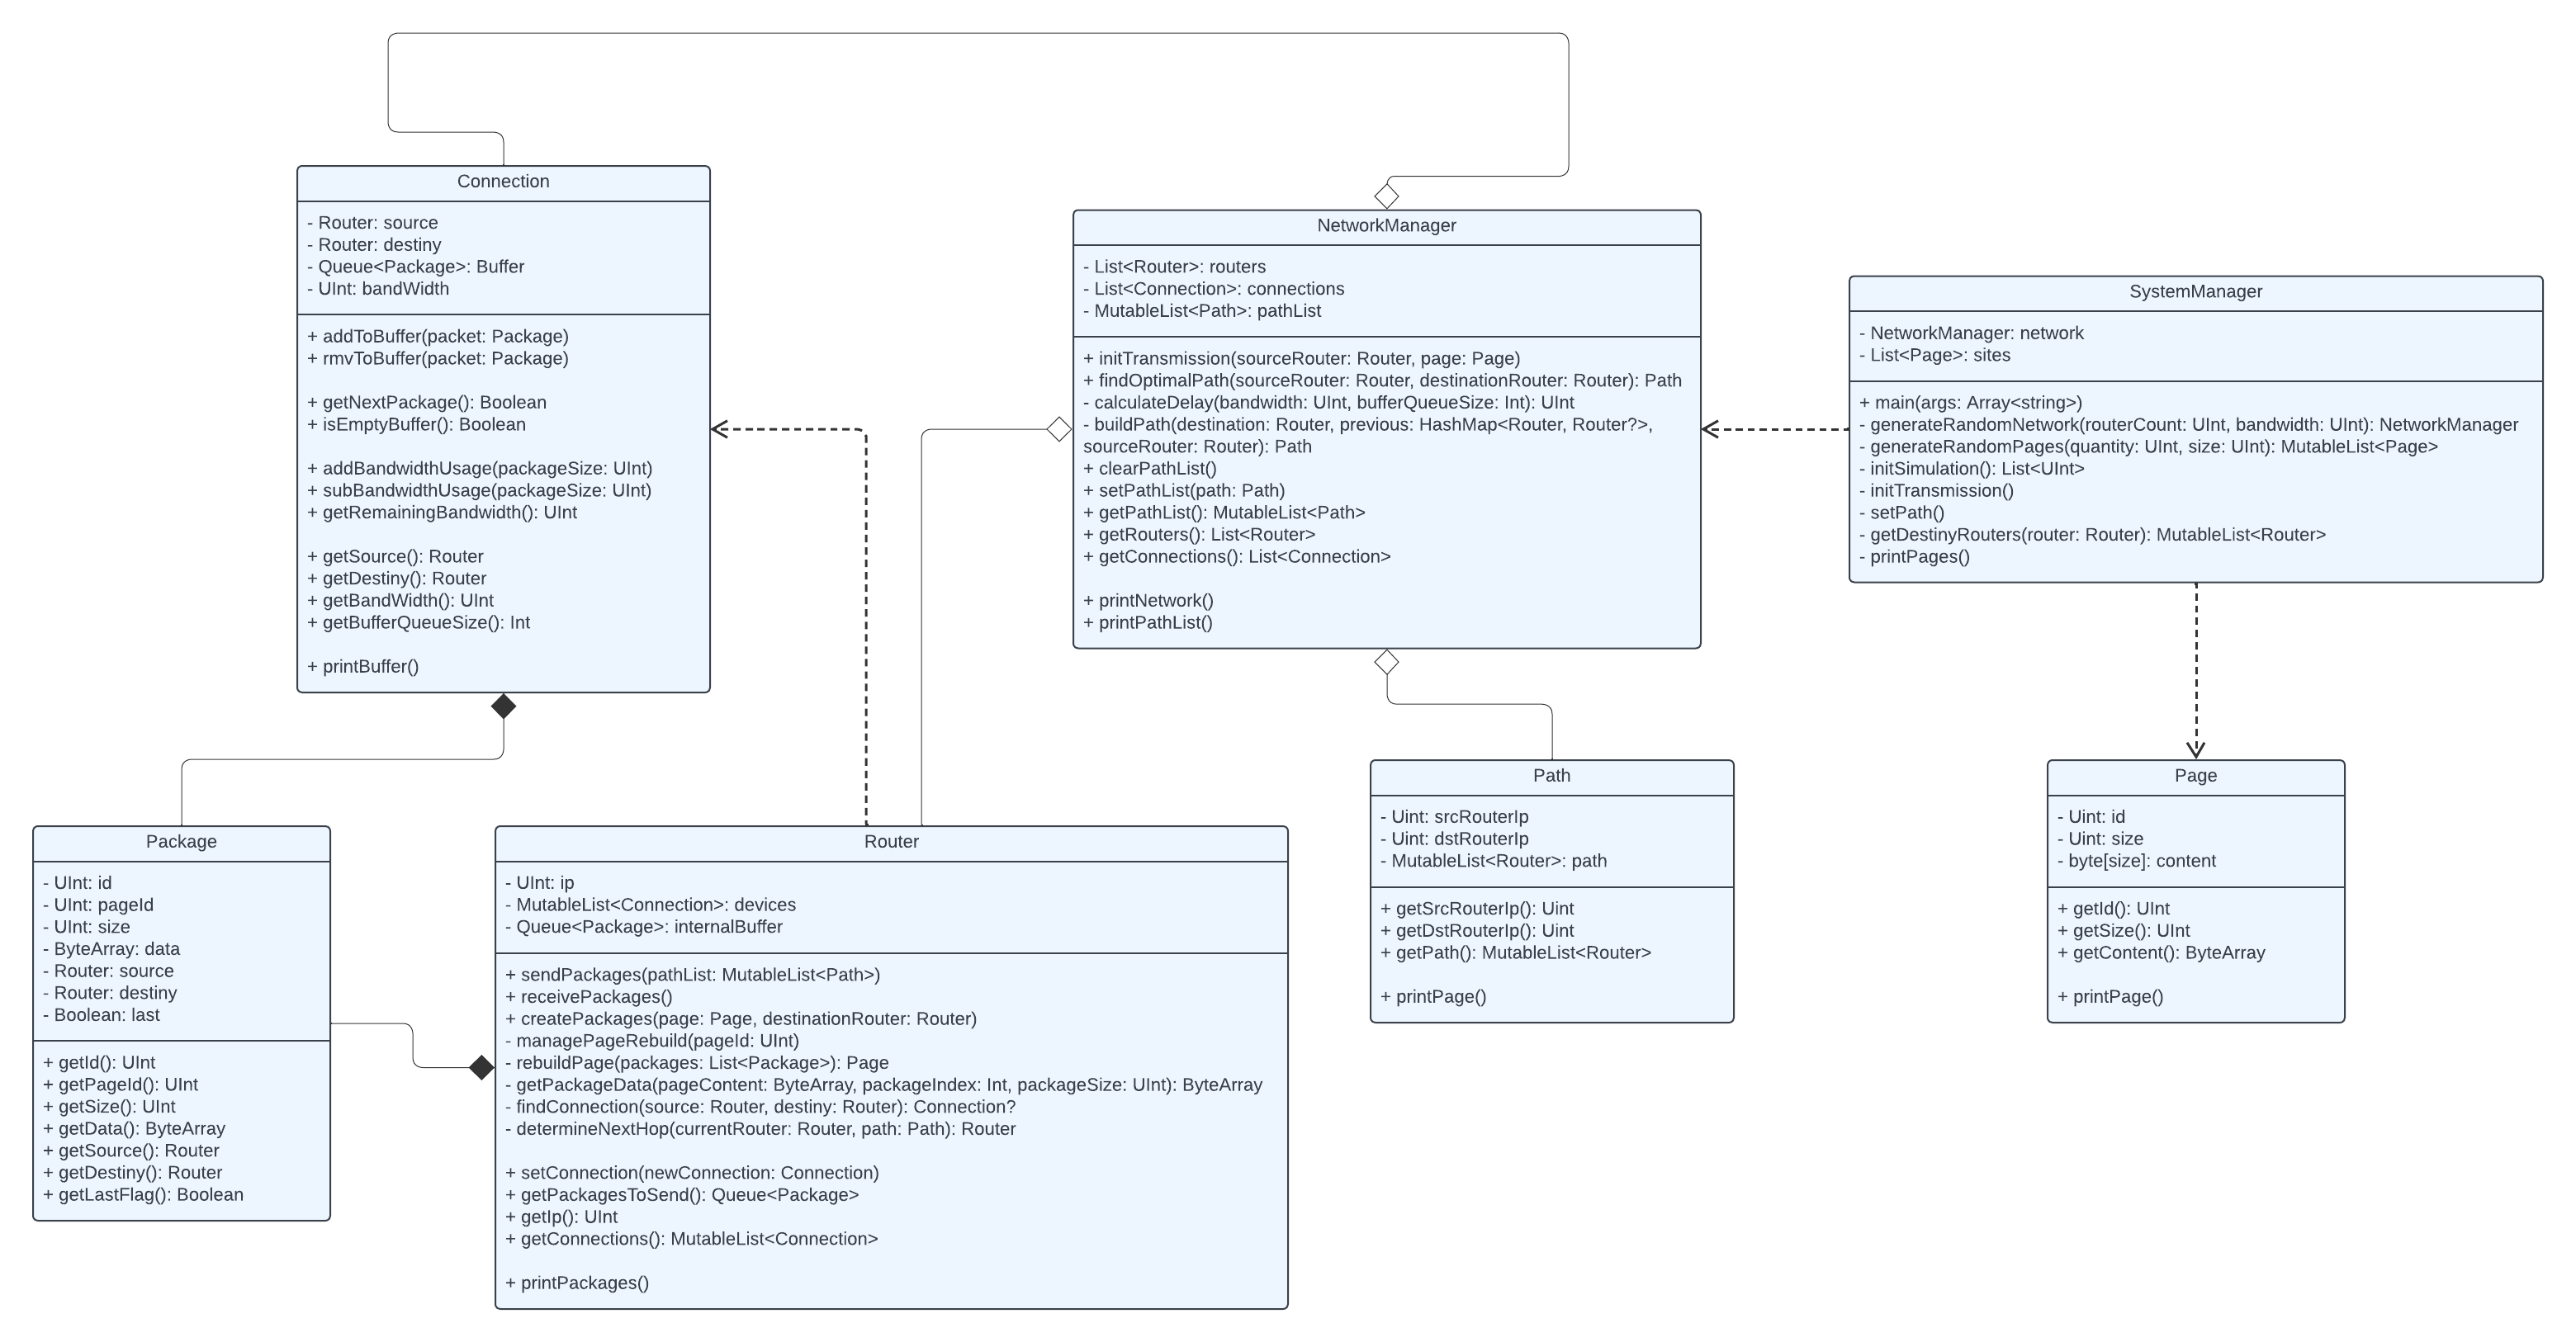 Connection
- Router: source
- Router: destiny
- Queue<Package>: Buffer
- UInt: bandWidth
+ addToBuffer(packet: Package)
+ rmvToBuffer(packet: Package)
+ getNextPackage(): Boolean
+ isEmptyBuffer(): Boolean
+ addBandwidthUsage(packageSize: UInt)
+ subBandwidthUsage(packageSize: UInt)
+ getRemainingBandwidth(): UInt
+ getSource(): Router
+ getDestiny(): Router
+ getBandWidth(): UInt
+ getBufferQueueSize(): Int
+ printBuffer()
NetworkManager
- List<Router>: routers
- List<Connection>: connections
- MutableList<Path>: pathList
+ initTransmission(sourceRouter: Router, page: Page)
+ findOptimalPath(sourceRouter: Router, destinationRouter: Router): Path
- calculateDelay(bandwidth: UInt, bufferQueueSize: Int): UInt
- buildPath(destination: Router, previous: HashMap<Router, Router?>,
sourceRouter: Router): Path
+ clearPathList()
+ setPathList(path: Path)
+ getPathList(): MutableList<Path>
+ getRouters(): List<Router>
+ getConnections(): List<Connection>
+ printNetwork()
+ printPathList()
SystemManager
- NetworkManager: network
- List<Page>: sites
+ main(args: Array<string>)
- generateRandomNetwork(routerCount: UInt, bandwidth: UInt): NetworkManager
- generateRandomPages(quantity: UInt, size: UInt): MutableList<Page>
- initSimulation(): List<UInt>
- initTransmission()
- setPath()
- getDestinyRouters(router: Router): MutableList<Router>
- printPages()
Package
- UInt: id
- UInt: pageId
- UInt: size
- ByteArray: data
- Router: source
- Router: destiny
- Boolean: last
+ getId(): UInt
+ getPageId(): UInt
+ getSize(): UInt
+ getData(): ByteArray
+ getSource(): Router
+ getDestiny(): Router
+ getLastFlag(): Boolean
Router
- UInt: ip
- MutableList<Connection>: devices
- Queue<Package>: internalBuffer
+ sendPackages(pathList: MutableList<Path>)
+ receivePackages()
+ createPackages(page: Page, destinationRouter: Router)
- managePageRebuild(pageId: UInt)
- rebuildPage(packages: List<Package>): Page
- getPackageData(pageContent: ByteArray, packageIndex: Int, packageSize: UInt): ByteArray
- findConnection(source: Router, destiny: Router): Connection?
- determineNextHop(currentRouter: Router, path: Path): Router
+ setConnection(newConnection: Connection)
+ getPackagesToSend(): Queue<Package>
+ getIp(): UInt
+ getConnections(): MutableList<Connection>
+ printPackages()
Path
- Uint: srcRouterIp
- Uint: dstRouterIp
- MutableList<Router>: path
+ getSrcRouterIp(): Uint
+ getDstRouterIp(): Uint
+ getPath(): MutableList<Router>
+ printPage()
Page
- Uint: id
- Uint: size
- byte[size]: content
+ getId(): UInt
+ getSize(): UInt
+ getContent(): ByteArray
+ printPage()